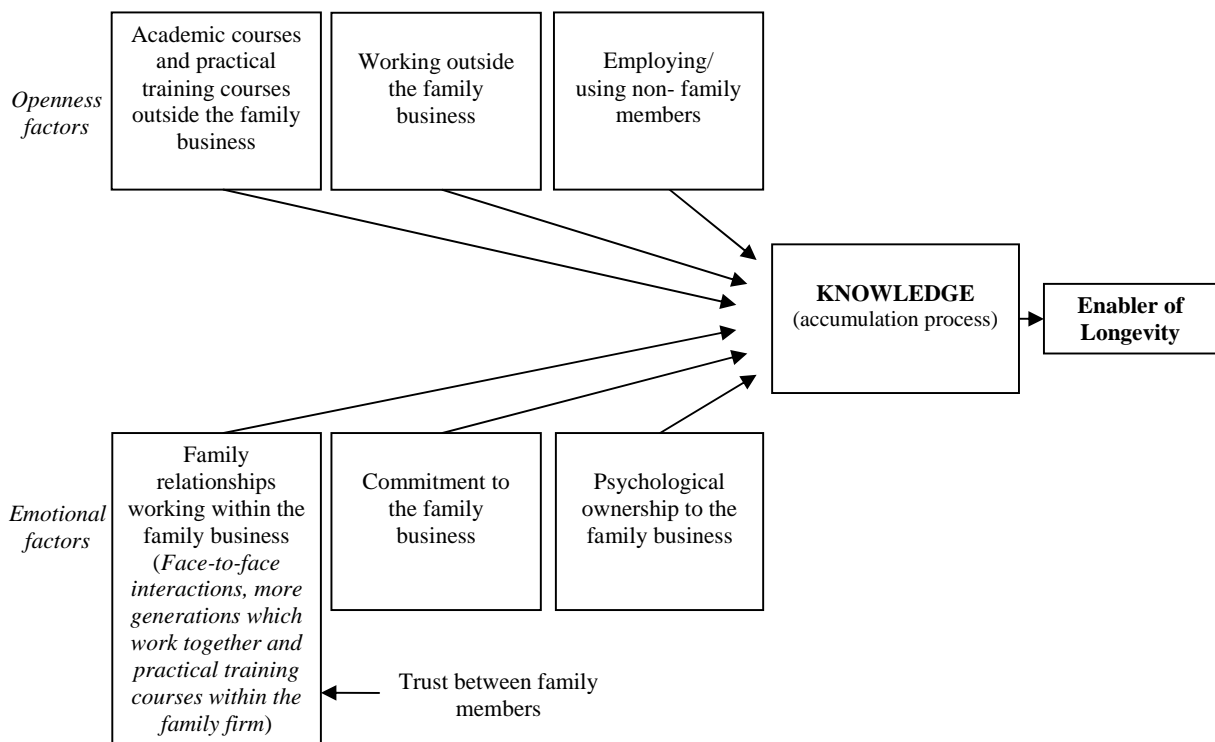 Openness
factors
Academic courses
and practical
training courses
outside the family
business
Working outside
the family
business
Employing/
using non- family
members
KNOWLEDGE
(accumulation process)
Enabler of
Longevity
Emotional
factors
Family
relationships
working within the
family business
(Face-to-face
interactions, more
generations which
work together and
practical training
courses within the
family firm)
Commitment to
the family
business
Psychological
ownership to the
family business
Trust between family
members